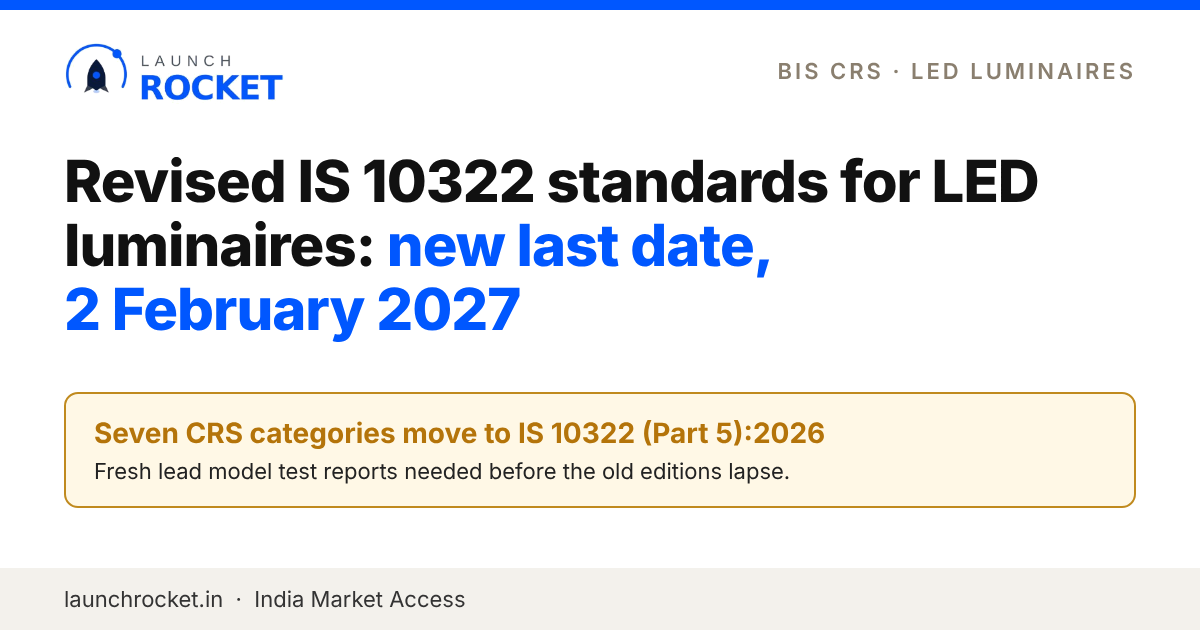 LAUNCH
ROCKET
BIS CRS · LED LUMINAIRES
Revised IS 10322 standards for LED
luminaires: new last date,
2 February 2027
Seven CRS categories move to IS 10322 (Part 5):2026
Fresh lead model test reports needed before the old editions lapse.
launchrocket.in · India Market Access